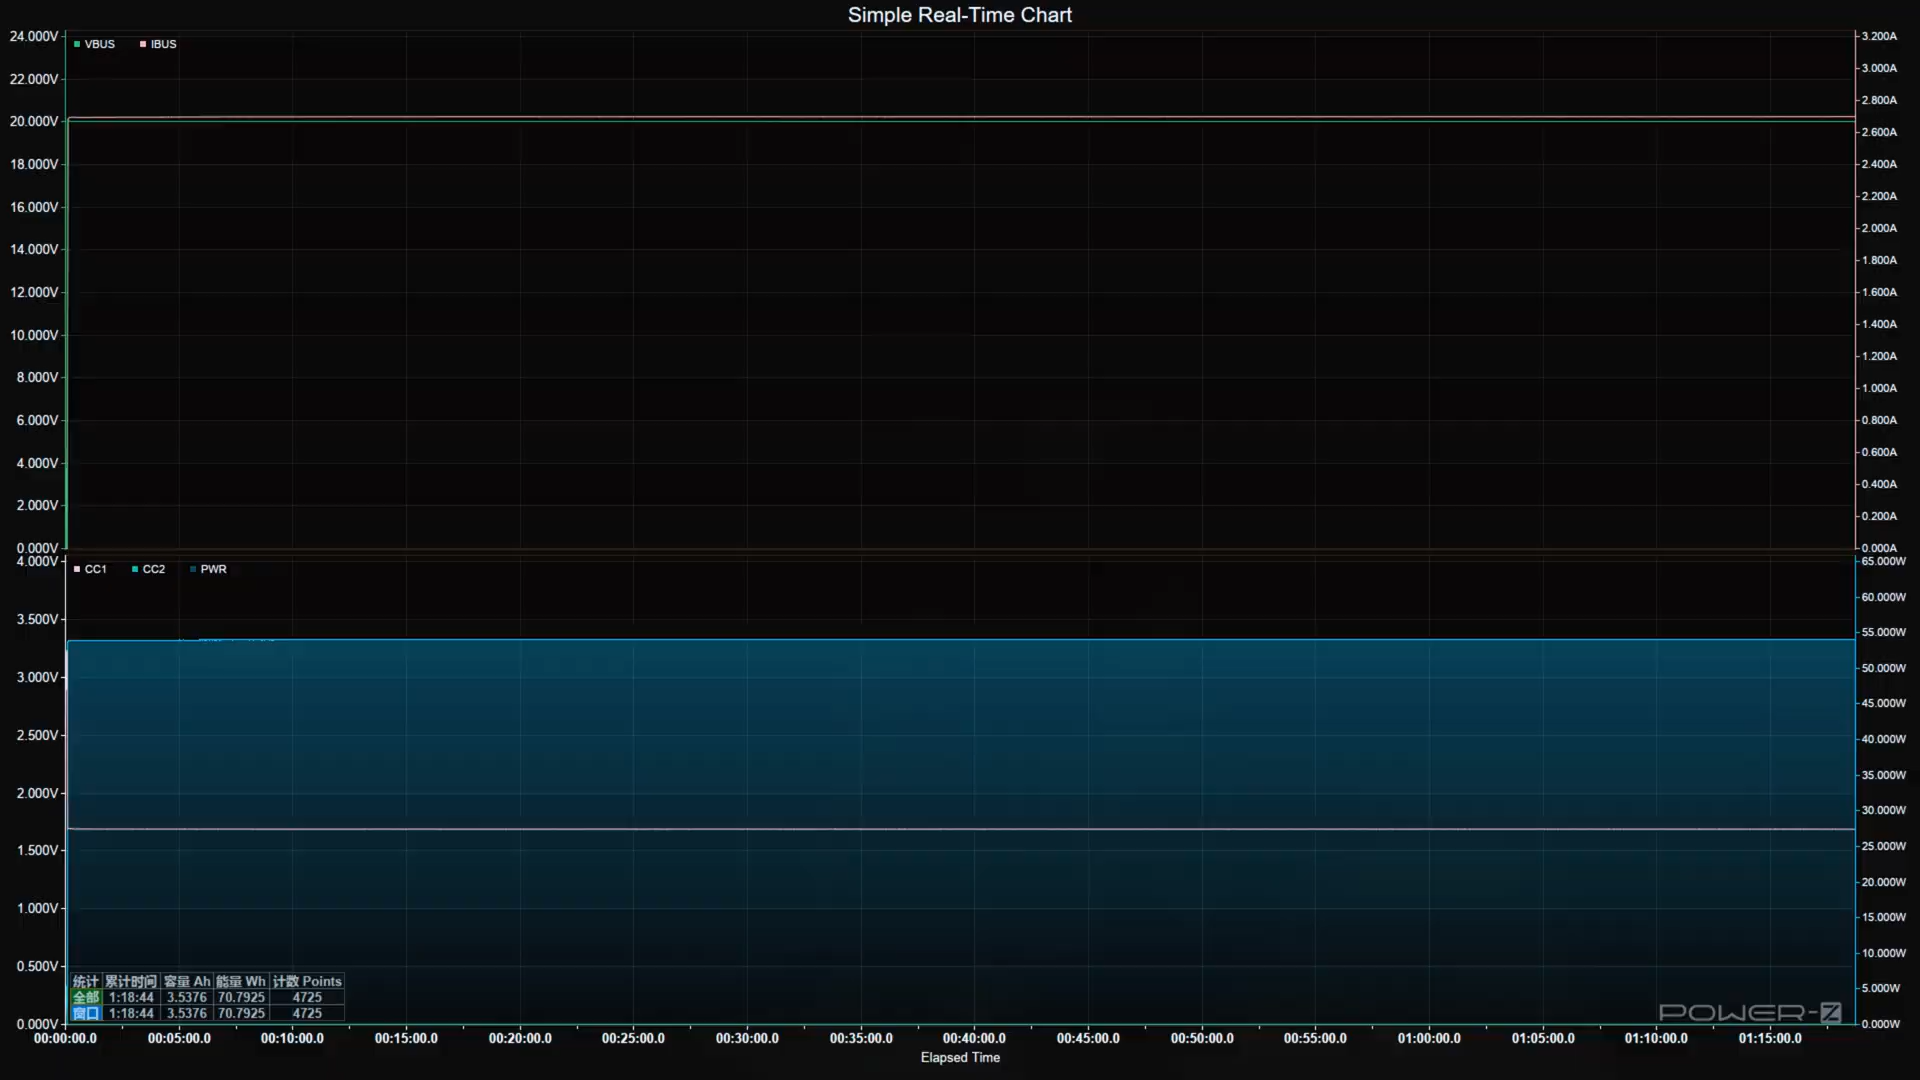 Simple Real-Time Chart
VBUS IBUS
24.000V
22.000V
20.000V
18.000V
16.000V
14.000V
12.000V
10.000V
8.000V
6.000V
4.000V
2.000V
0.000V
3.200A
3.000A
2.800A
2.600A
2.400A
2.200A
2.000A
1.800A
1.600A
1.400A
1.200A
1.000A
0.800A
0.600A
0.400A
0.200A
0.000A
CC1 CC2 PWR
4.000V
3.500V
3.000V
2.500V
2.000V
1.500V
1.000V
0.500V
0.000V
65.000W
60.000W
55.000W
50.000W
45.000W
40.000W
35.000W
30.000W
25.000W
20.000W
15.000W
10.000W
5.000W
0.000W
统计 累计时间 容量 Ah 能量 Wh 计数 Points
全部 1:18:44 3.5376 70.7925 4725
窗口 1:18:44 3.5376 70.7925 4725
POWER-Z
00:00:00.0 00:05:00.0 00:10:00.0 00:15:00.0 00:20:00.0 00:25:00.0 00:30:00.0 00:35:00.0 00:40:00.0 00:45:00.0 00:50:00.0 00:55:00.0 01:00:00.0 01:05:00.0 01:10:00.0 01:15:00.0
Elapsed Time